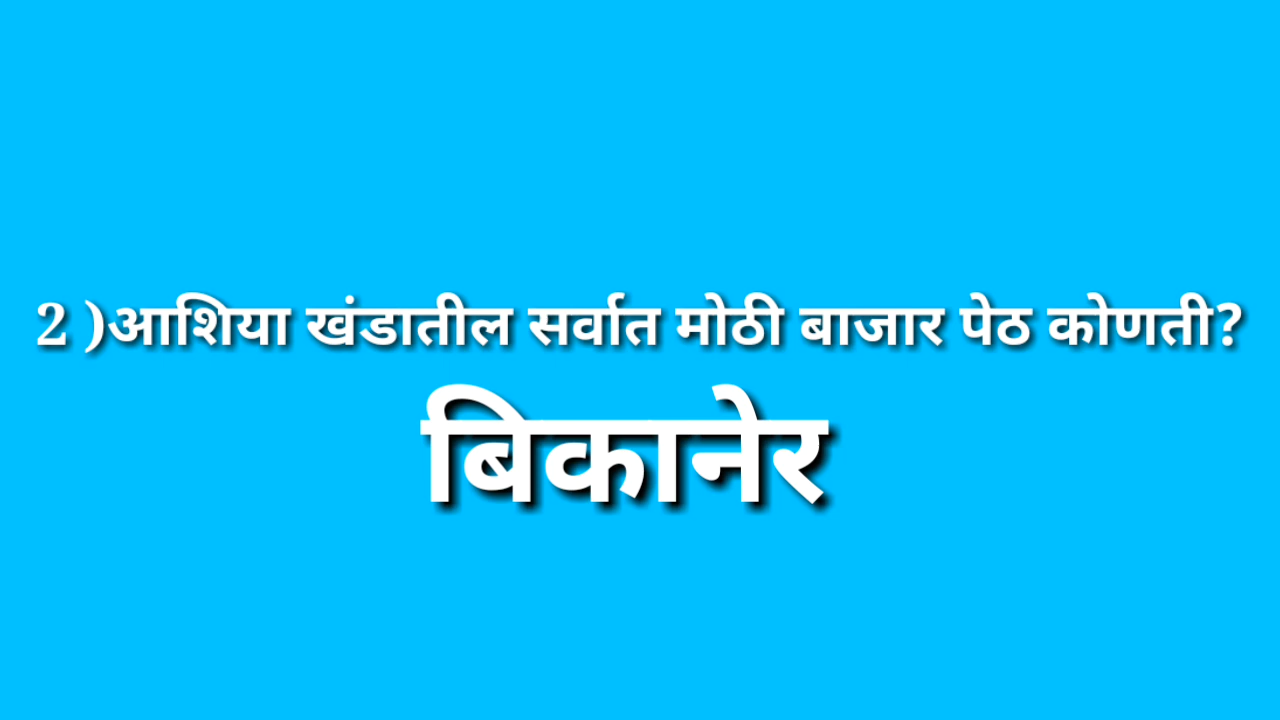 2 )आशिया खंडातील सर्वात मोठी बाजार पेठ कोणती?
बिकानेर